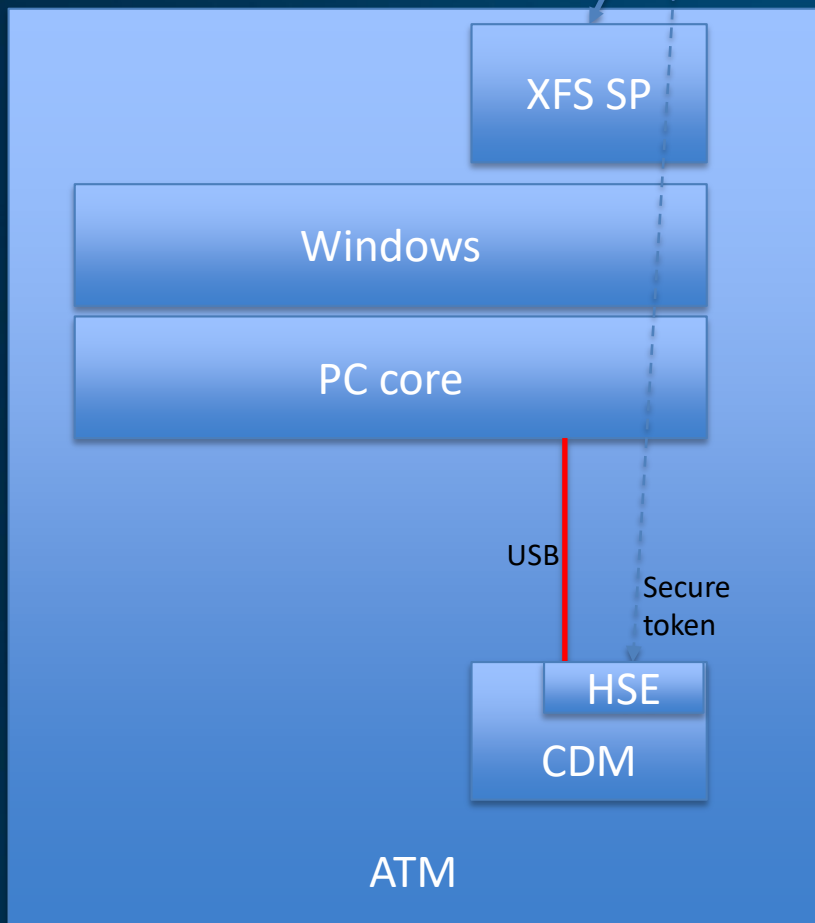 XFS SP
Windows
PC core
USB
Secure
token
HSE
CDM
ATM